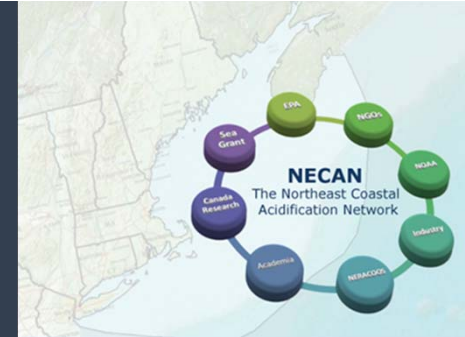 EPA
NGOs
Sea
Grant
NOAA
NECAN
The Northeast Coastal
Acidification Network
Canada
Research
Industry
Academia
NERACOOS